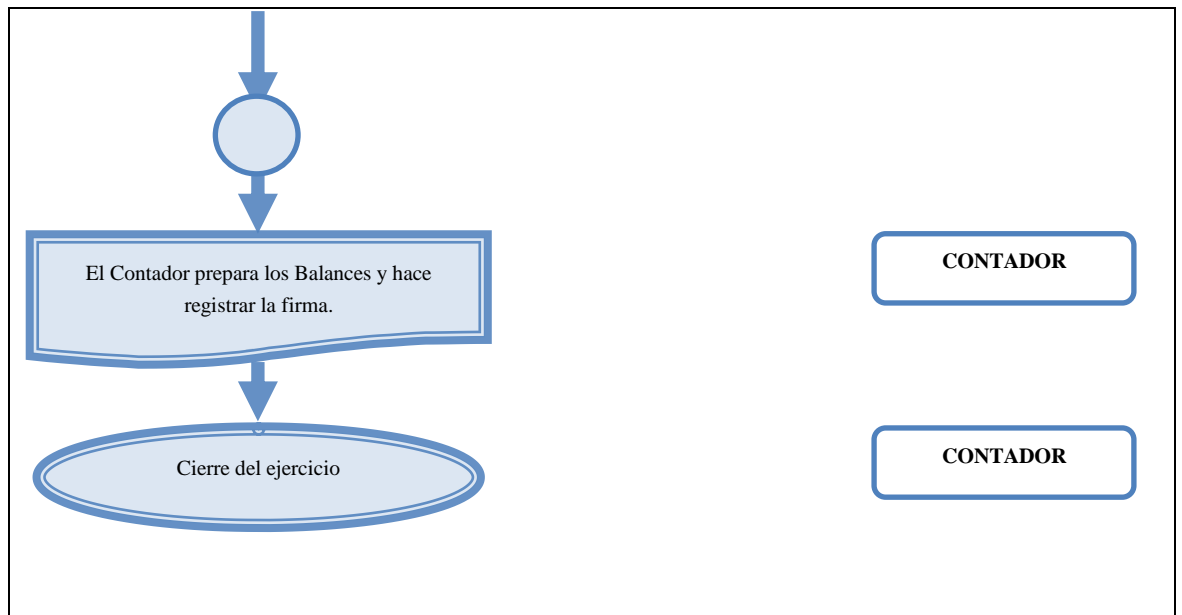 El Contador prepara los Balances y hace
registrar la firma.
CONTADOR
Cierre del ejercicio
CONTADOR